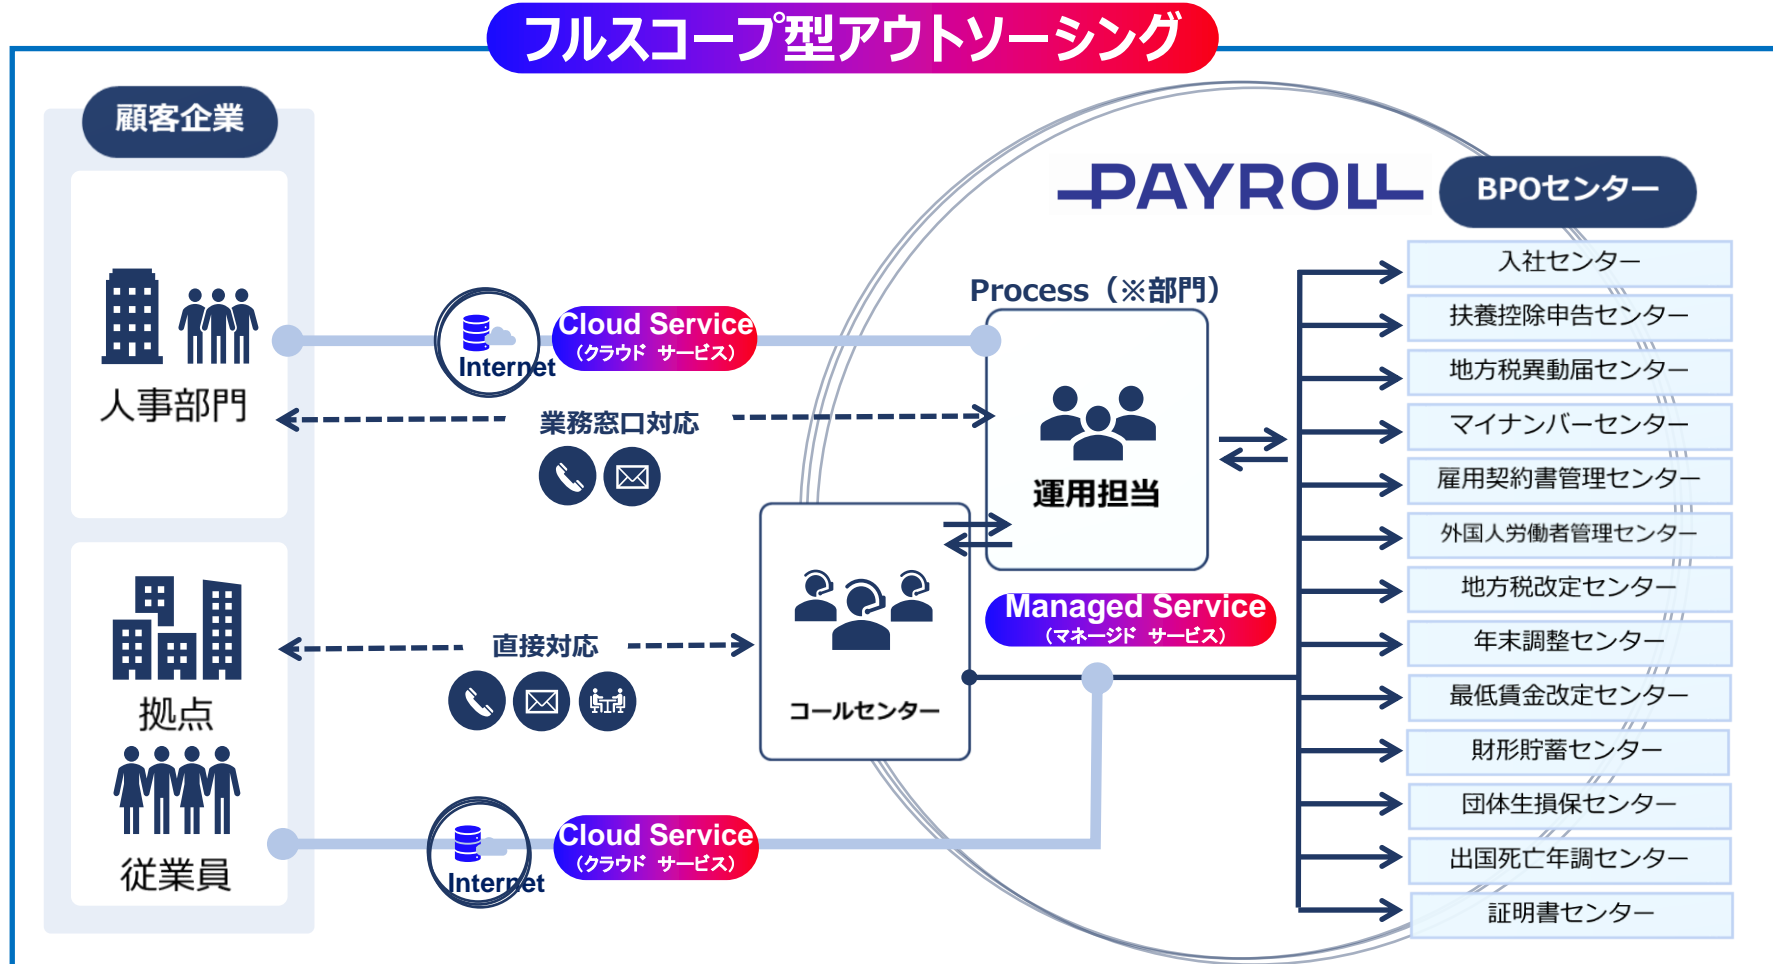 フルスコープ型アウトソーシング
顧客企業
人事部門
拠点
従業員
Internet
Cloud Service
（クラウド サービス）
業務窓口対応
直接対応
Internet
Cloud Service
（クラウド サービス）
PAYROLL
BPOセンター
Process（※部門）
運用担当
コールセンター
Managed Service
（マネージド サービス）
入社センター
扶養控除申告センター
地方税異動届センター
マイナンバーセンター
雇用契約書管理センター
外国人労働者管理センター
地方税改定センター
年末調整センター
最低賃金改定センター
財形貯蓄センター
団体生損保センター
出国死亡年調センター
証明書センター